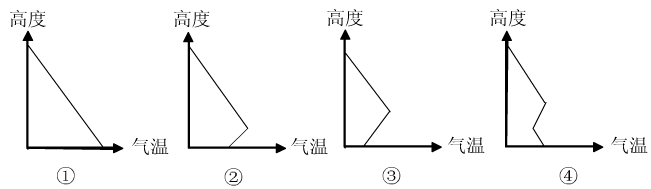 高度 高度 高度 高度
气温 气温 气温 气温
① ② ③ ④